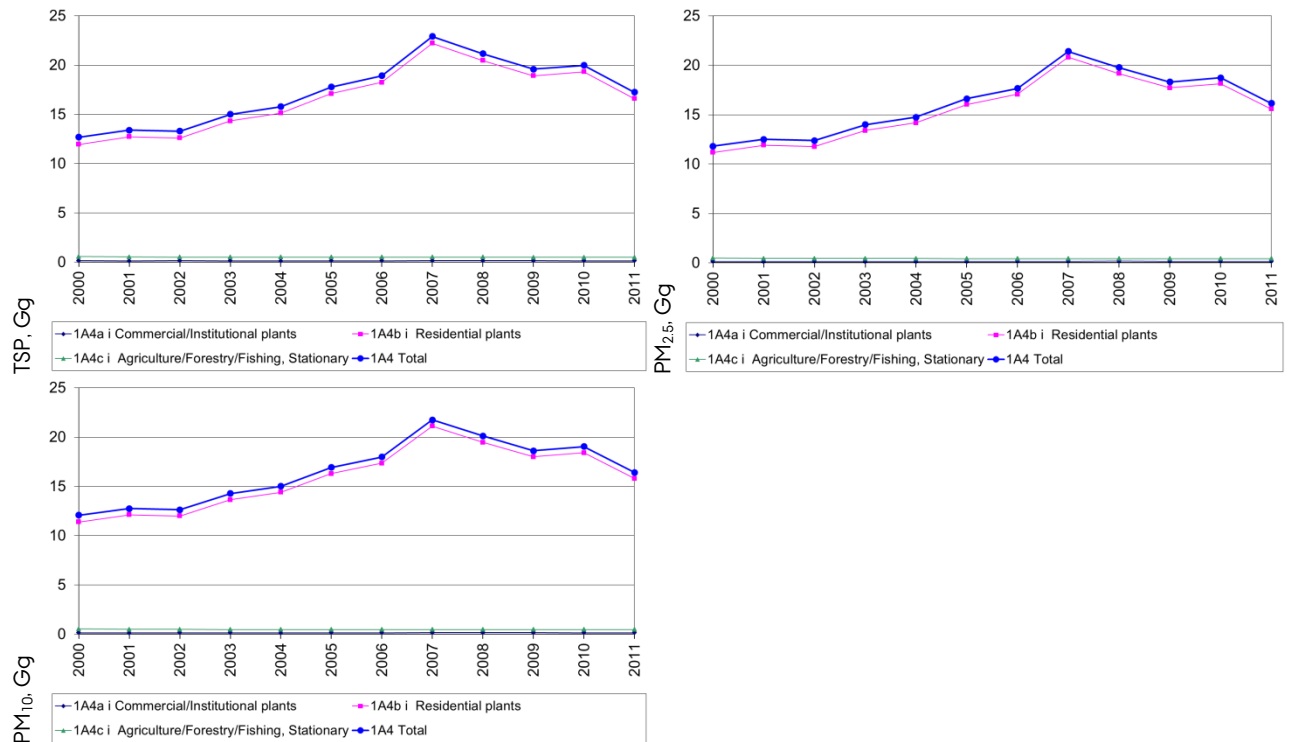 25
20
15
10
5
0
2000 2001 2002 2003 2004 2005 2006 2007 2008 2009 2010 2011
TSP, Gg
1A4a i Commercial/Institutional plants 1A4b i Residential plants
1A4c i Agriculture/Forestry/Fishing, Stationary 1A4 Total
25
20
15
10
5
0
2000 2001 2002 2003 2004 2005 2006 2007 2008 2009 2010 2011
PM2.5, Gg
1A4a i Commercial/Institutional plants 1A4b i Residential plants
1A4c i Agriculture/Forestry/Fishing, Stationary 1A4 Total
25
20
15
10
5
0
2000 2001 2002 2003 2004 2005 2006 2007 2008 2009 2010 2011
PM10, Gg
1A4a i Commercial/Institutional plants 1A4b i Residential plants
1A4c i Agriculture/Forestry/Fishing, Stationary 1A4 Total